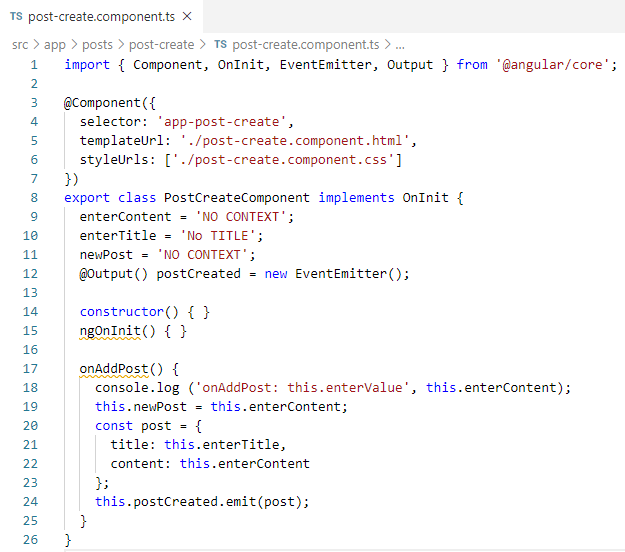 TS post-create.component.ts ×
src > app > posts > post-create > TS post-create.component.ts > ...
1 import { Component, OnInit, EventEmitter, Output } from '@angular/core';
2
3 @Component({
4   selector: 'app-post-create',
5   templateUrl: './post-create.component.html',
6   styleUrls: ['./post-create.component.css']
7 })
8 export class PostCreateComponent implements OnInit {
9   enterContent = 'NO CONTEXT';
10   enterTitle = 'No TITLE';
11   newPost = 'NO CONTEXT';
12   @Output() postCreated = new EventEmitter();
13
14   constructor() { }
15   ngOnInit() { }
16
17   onAddPost() {
18     console.log ('onAddPost: this.enterValue', this.enterContent);
19     this.newPost = this.enterContent;
20     const post = {
21       title: this.enterTitle,
22       content: this.enterContent
23     };
24     this.postCreated.emit(post);
25   }
26 }